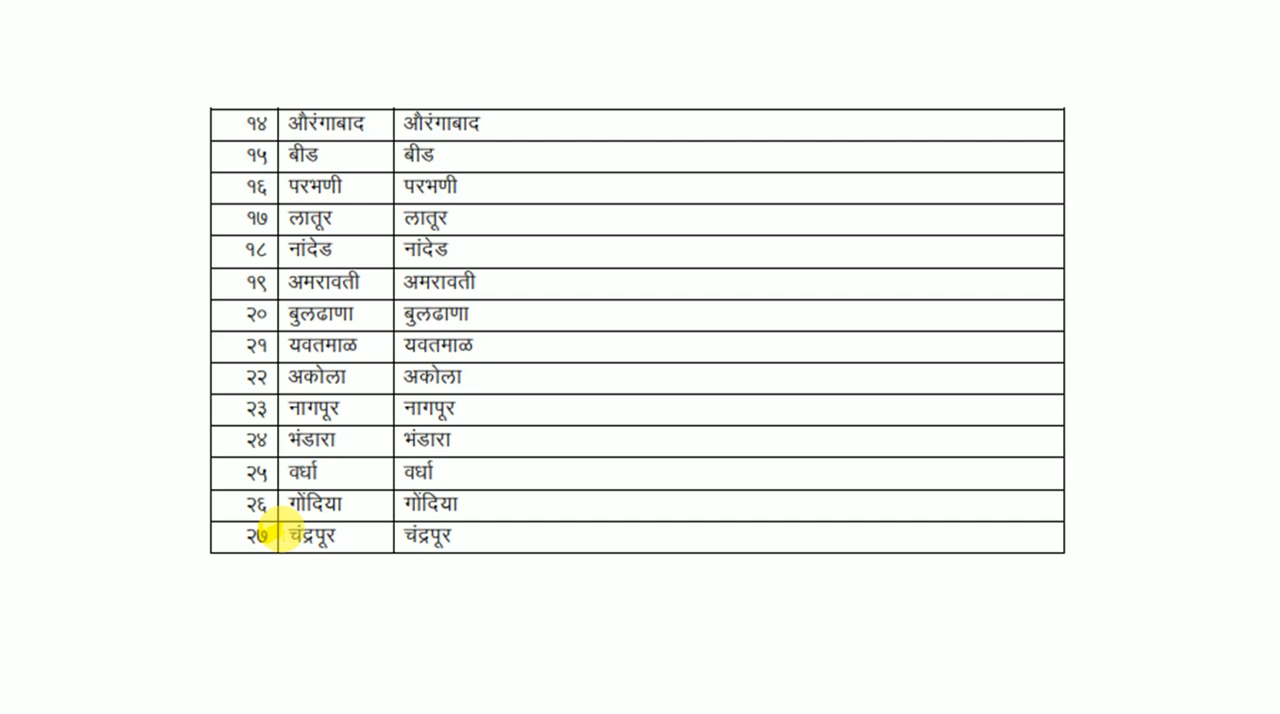 १४ औरंगाबाद औरंगाबाद
१५ बीड बीड
१६ परभणी परभणी
१७ लातूर लातूर
१८ नांदेड नांदेड
१९ अमरावती अमरावती
२० बुलढाणा बुलढाणा
२१ यवतमाळ यवतमाळ
२२ अकोला अकोला
२३ नागपूर नागपूर
२४ भंडारा भंडारा
२५ वर्धा वर्धा
२६ गोंदिया गोंदिया
२७ चंद्रपूर चंद्रपूर